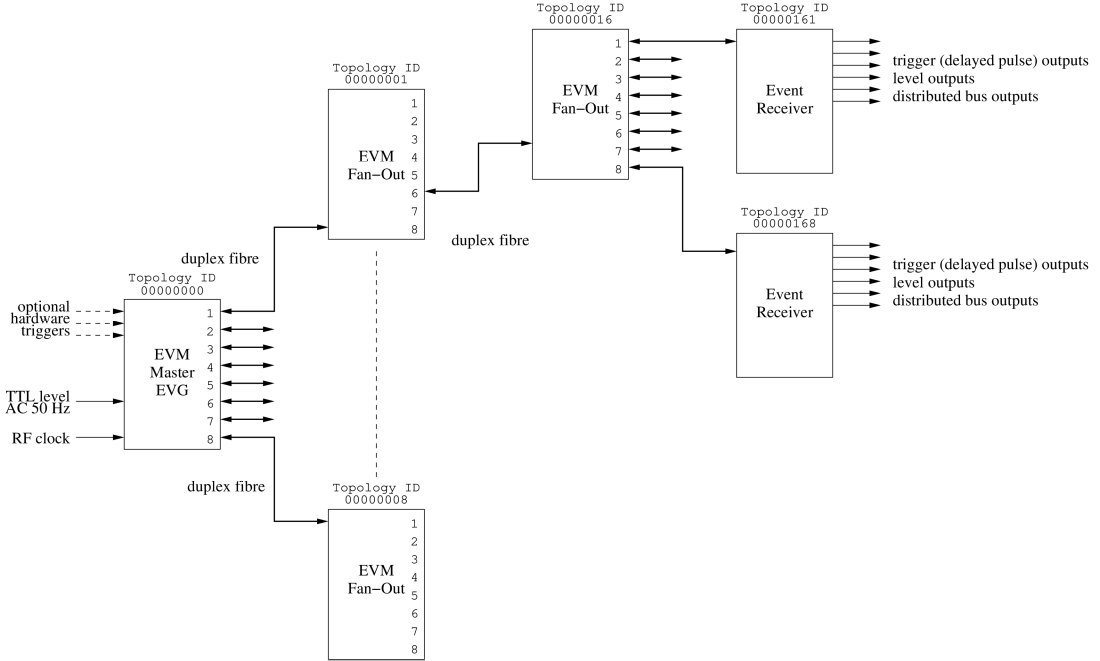 Topology ID
00000016
1
2
3
4
5
6
7
8
EVM
Fan−Out
Topology ID
00000161
Event
Receiver
trigger (delayed pulse) outputs
level outputs
distributed bus outputs
Topology ID
00000001
1
2
3
4
5
6
7
8
EVM
Fan−Out
duplex fibre
duplex fibre
Topology ID
00000168
Event
Receiver
trigger (delayed pulse) outputs
level outputs
distributed bus outputs
Topology ID
00000000
optional
hardware
triggers
TTL level
AC 50 Hz
RF clock
EVM
Master
EVG
1
2
3
4
5
6
7
8
duplex fibre
Topology ID
00000008
EVM
Fan−Out
1
2
3
4
5
6
7
8